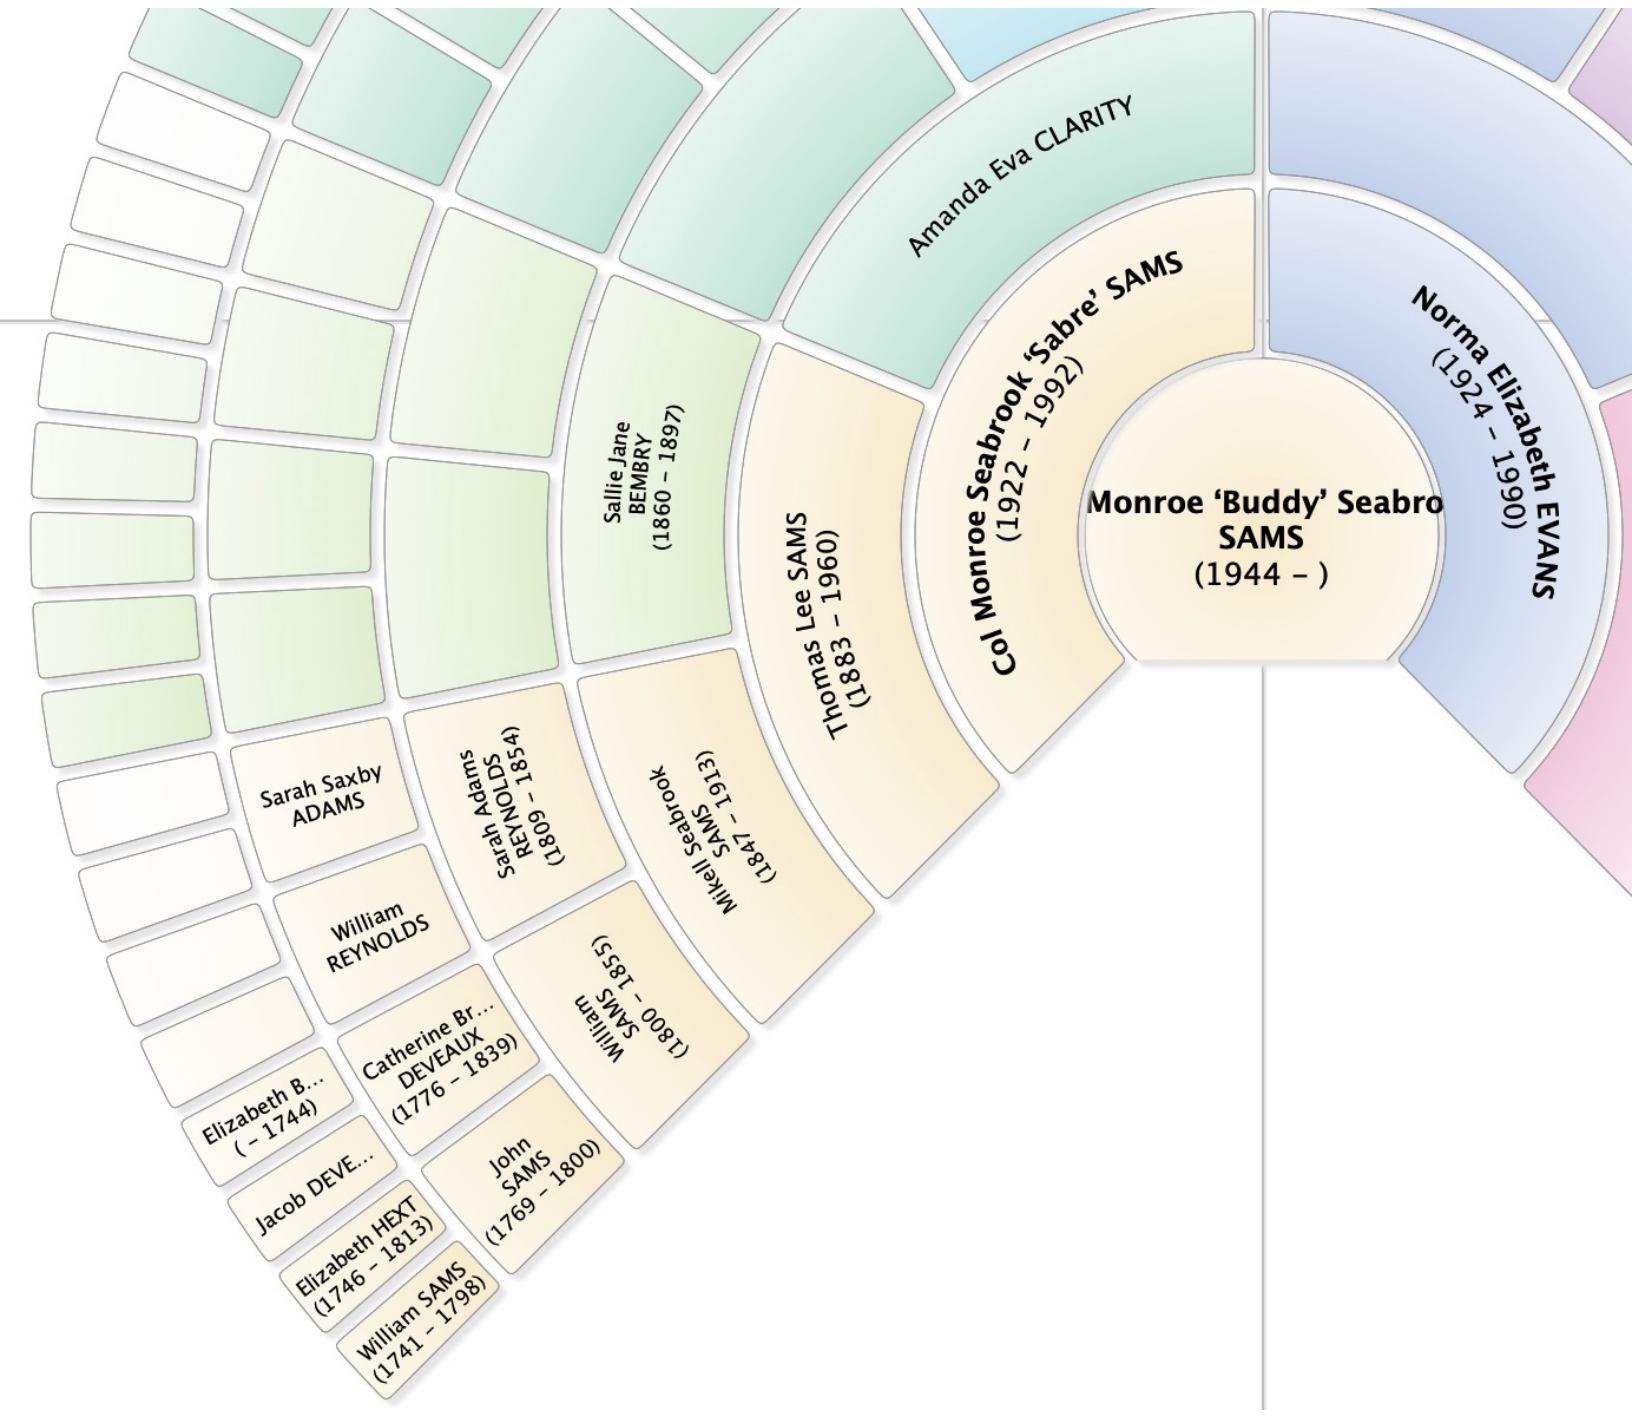 Monroe ‘Buddy’ Seabro
SAMS
(1944 – )
Col Monroe Seabrook ‘Sabre’ SAMS
(1922 – 1992)
Norma Elizabeth EVANS
(1924 – 1990)
Amanda Eva CLARITY
Thomas Lee SAMS
(1883 – 1960)
Sallie Jane
BEMBRY
(1860 – 1897)
Mikell Seabrook
SAMS
(1847 – 1913)
Sarah Adams
REYNOLDS
(1809 – 1854)
William
SAMS
(1800 – 1855)
Sarah Saxby
ADAMS
William
REYNOLDS
Catherine Br...
DEVEAUX
(1776 – 1839)
John
SAMS
(1769 – 1800)
Elizabeth B...
( – 1744)
Jacob DEVE...
Elizabeth HEXT
(1746 – 1813)
William SAMS
(1741 – 1798)